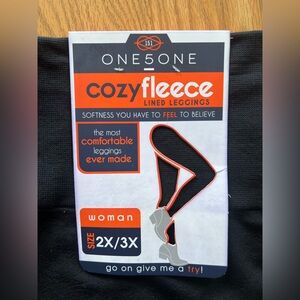 151
ONE5ONE
cozyfleece
LINED LEGGINGS
SOFTNESS YOU HAVE TO FEEL TO BELIEVE
the most
comfortable
leggings
ever made
woman
SIZE 2X/3X
go on give me a try!